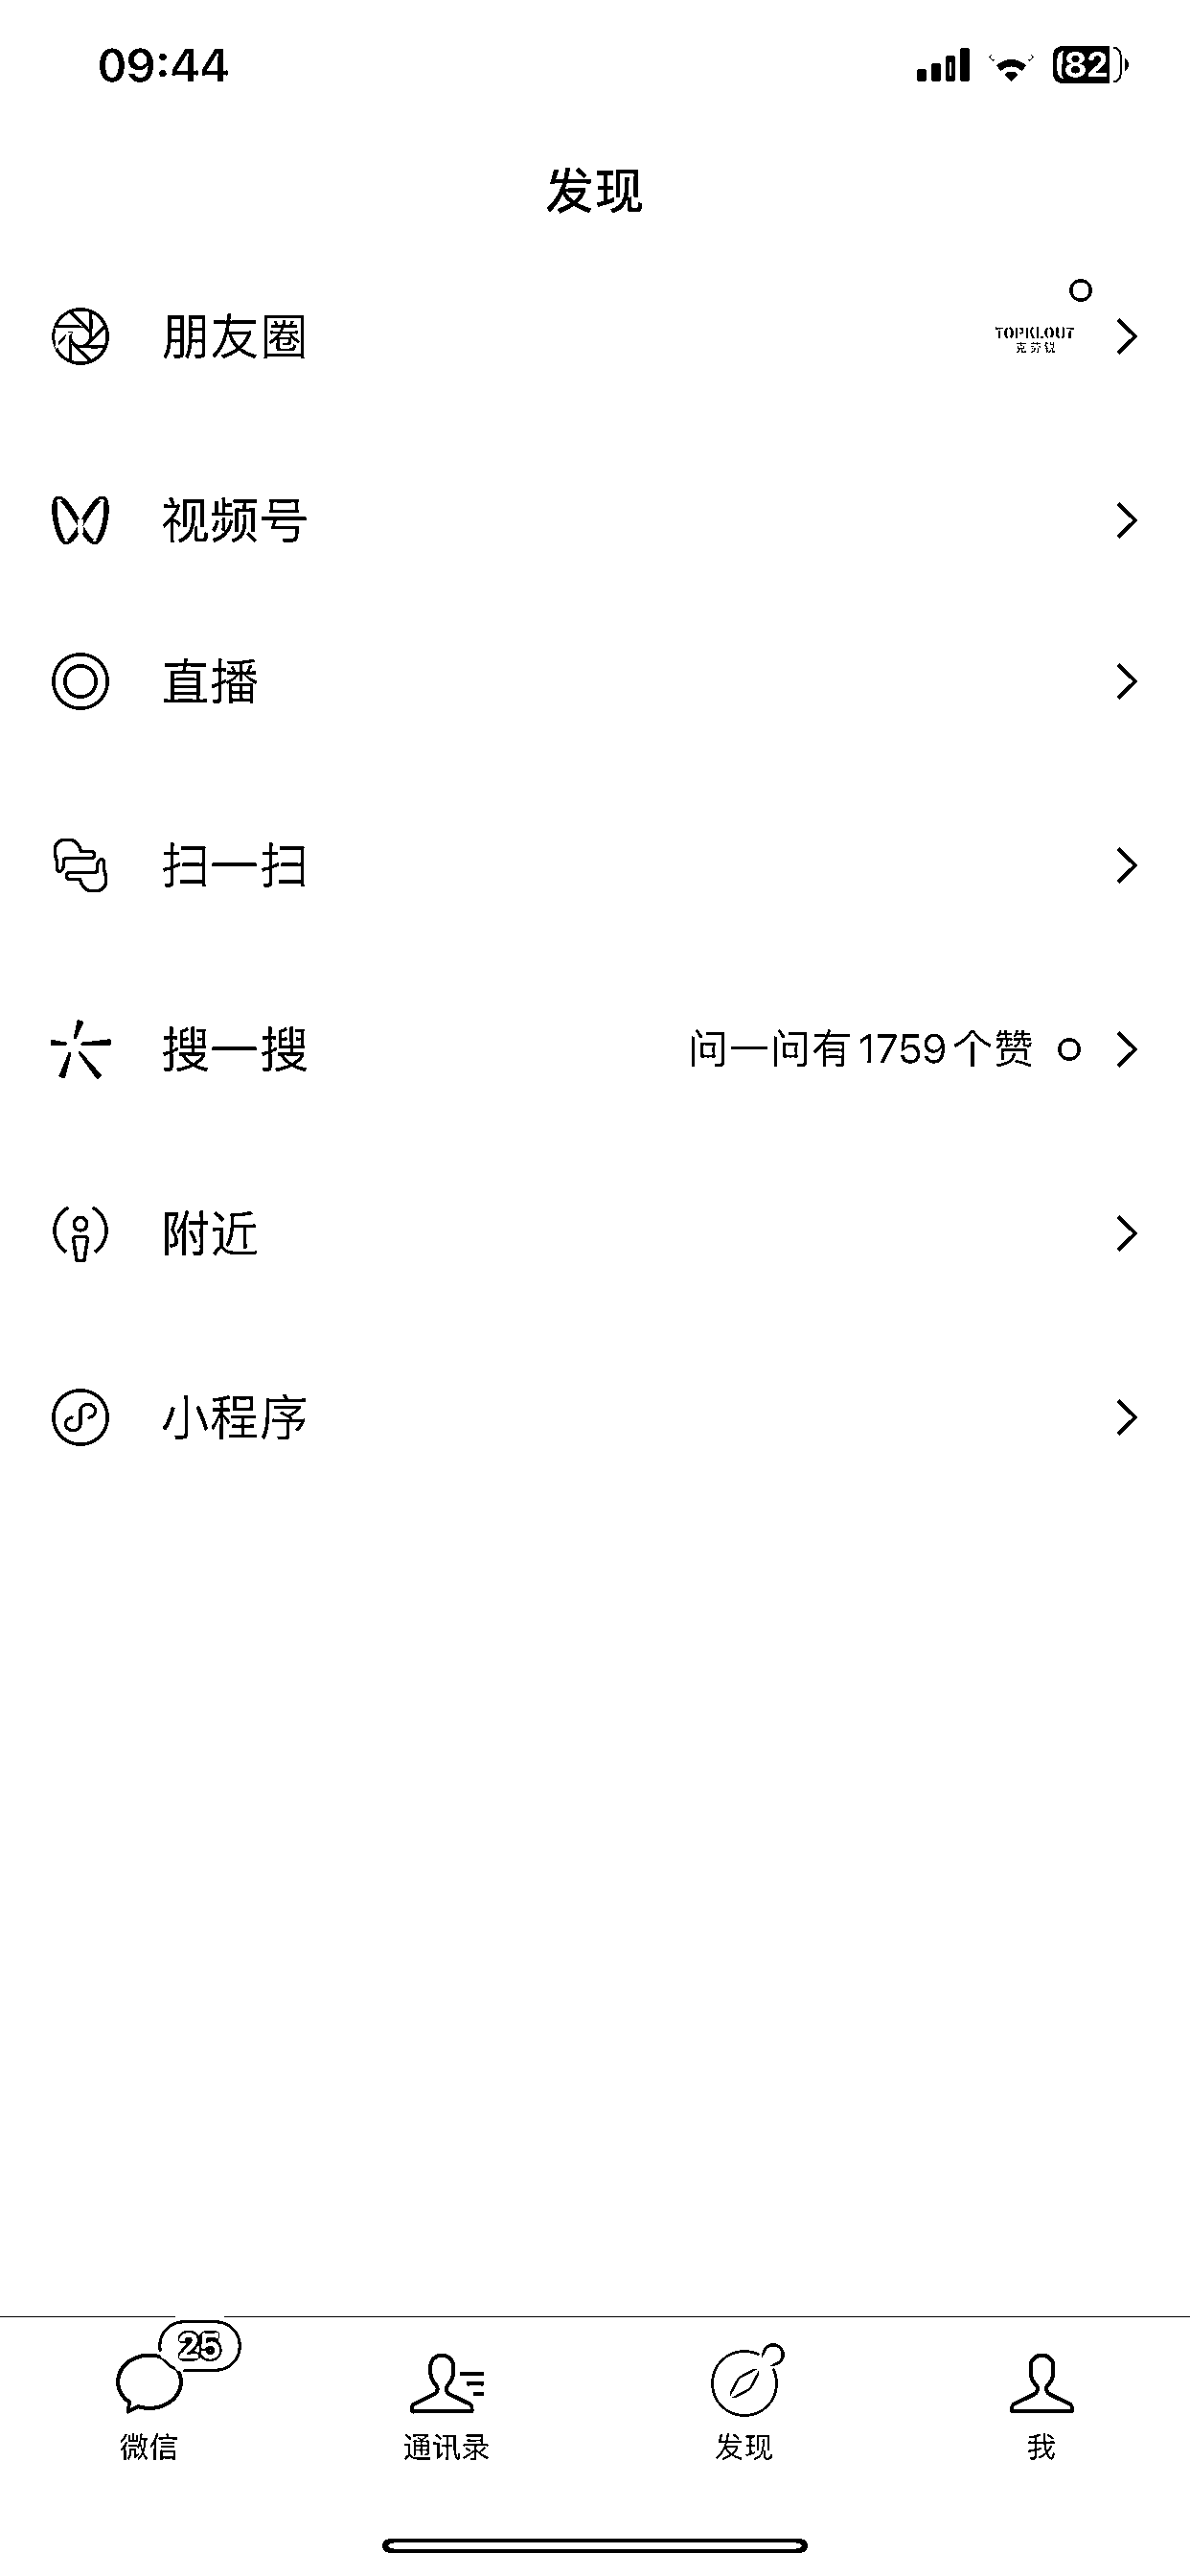 09:44
82
发现
朋友圈
TOPKLOUT
克劳锐
视频号
直播
扫一扫
搜一搜 问一问有1759个赞
附近
小程序
25
微信 通讯录 发现 我